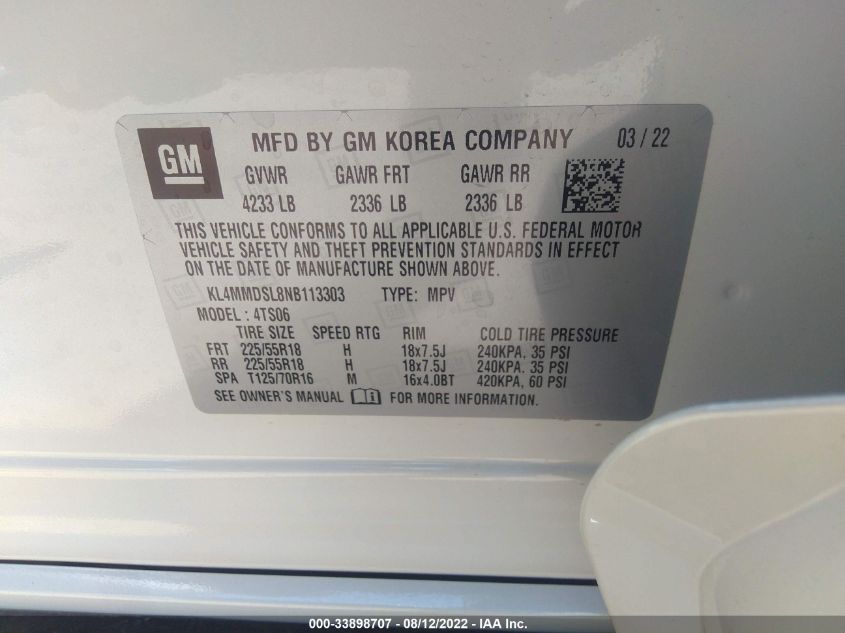 GM MFD BY GM KOREA COMPANY 03 / 22
GVWR GAWR FRT GAWR RR
4233 LB 2336 LB 2336 LB
THIS VEHICLE CONFORMS TO ALL APPLICABLE U.S. FEDERAL MOTOR
VEHICLE SAFETY AND THEFT PREVENTION STANDARDS IN EFFECT
ON THE DATE OF MANUFACTURE SHOWN ABOVE.
KL4MMDSL8NB113303 TYPE: MPV
MODEL : 4TS06
TIRE SIZE SPEED RTG RIM COLD TIRE PRESSURE
FRT 225/55R18 H 18x7.5J 240KPA, 35 PSI
RR 225/55R18 H 18x7.5J 240KPA, 35 PSI
SPA T125/70R16 M 16x4.0BT 420KPA, 60 PSI
SEE OWNER'S MANUAL FOR MORE INFORMATION.
000-33898707 - 08/12/2022 - IAA Inc.